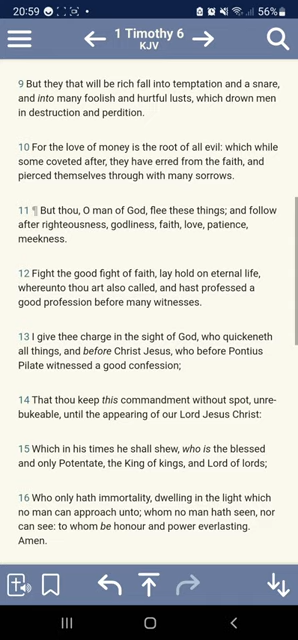 20:59
56%
1 Timothy 6
KJV
9 But they that will be rich fall into temptation and a snare,
and into many foolish and hurtful lusts, which drown men
in destruction and perdition.
10 For the love of money is the root of all evil: which while
some coveted after, they have erred from the faith, and
pierced themselves through with many sorrows.
11 ¶ But thou, O man of God, flee these things; and follow
after righteousness, godliness, faith, love, patience,
meekness.
12 Fight the good fight of faith, lay hold on eternal life,
whereunto thou art also called, and hast professed a
good profession before many witnesses.
13 I give thee charge in the sight of God, who quickeneth
all things, and before Christ Jesus, who before Pontius
Pilate witnessed a good confession;
14 That thou keep this commandment without spot, unre-
bukeable, until the appearing of our Lord Jesus Christ:
15 Which in his times he shall shew, who is the blessed
and only Potentate, the King of kings, and Lord of lords;
16 Who only hath immortality, dwelling in the light which
no man can approach unto; whom no man hath seen, nor
can see: to whom be honour and power everlasting.
Amen.